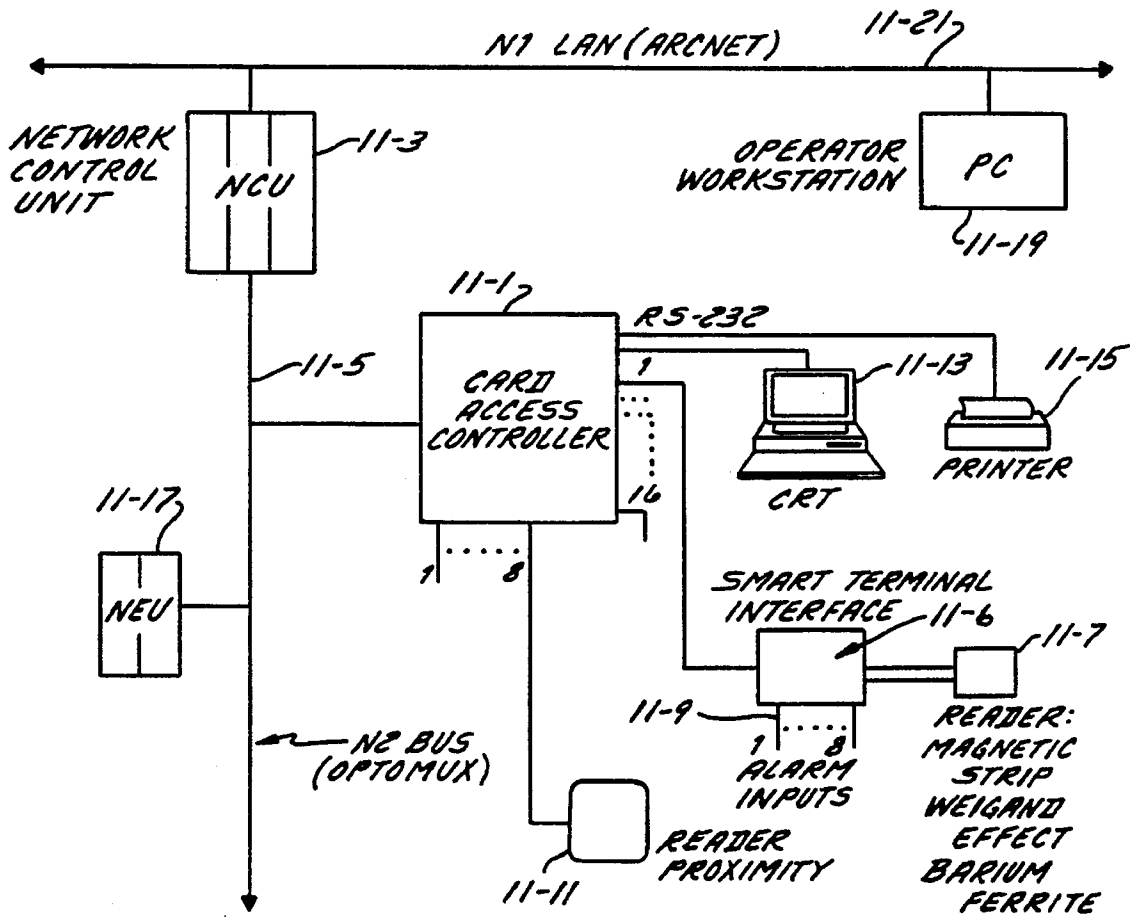 N1 LAN (ARCNET)
11-21
NETWORK
CONTROL
UNIT
NCU
11-3
OPERATOR
WORKSTATION
PC
11-19
11-1
RS-232
11-5
CARD
ACCESS
CONTROLLER
1
16
11-13
CRT
11-15
PRINTER
11-17
NEU
1
8
SMART TERMINAL
INTERFACE
11-6
11-7
11-9
1
8
ALARM
INPUTS
READER:
MAGNETIC
STRIP
WEIGAND
EFFECT
BARIUM
FERRITE
N2 BUS
(OPTOMUX)
READER
PROXIMITY
11-11